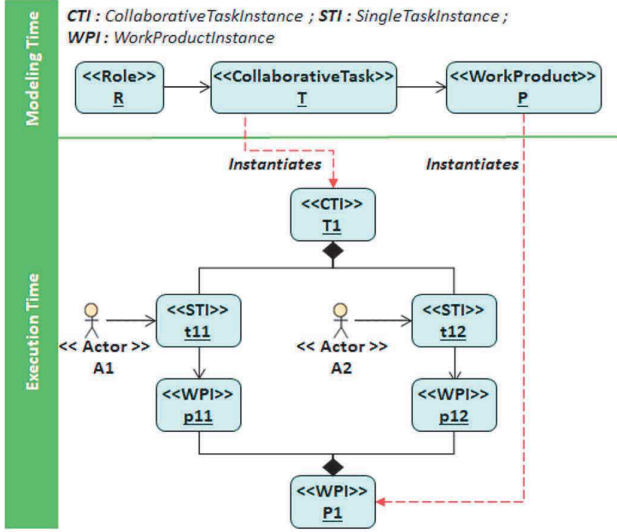 CTI : CollaborativeTaskInstance ; STI : SingleTaskInstance ;
WPI : WorkProductInstance
Modeling Time
<<Role>>
R
<<CollaborativeTask>>
T
<<WorkProduct>>
P
Instantiates
Instantiates
Execution Time
<<CTI>>
T1
<<STI>>
t11
<<STI>>
t12
<< Actor >>
A1
<< Actor >>
A2
<<WPI>>
p11
<<WPI>>
p12
<<WPI>>
P1